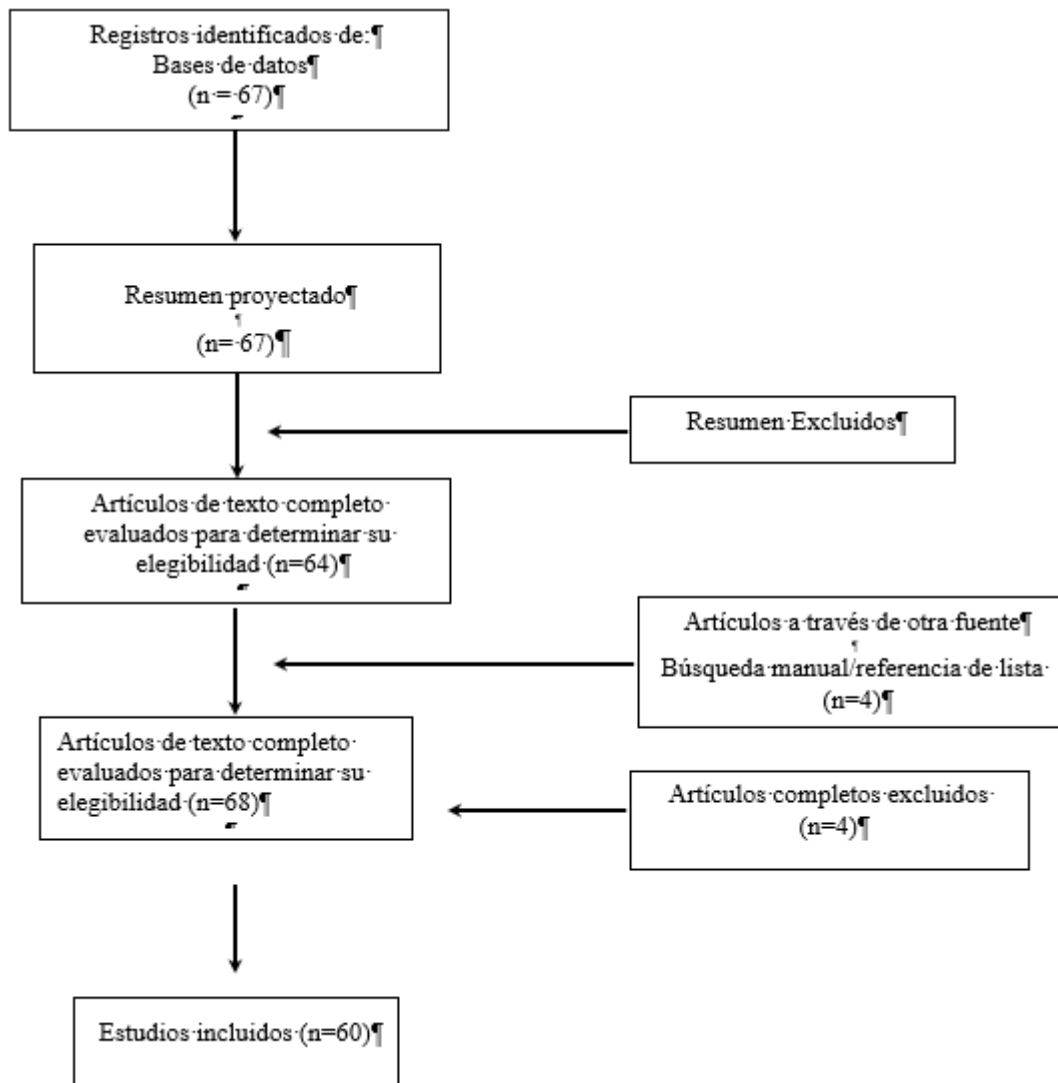 Registros·identificados·de:¶
Bases·de·datos¶
(n·=·67)¶
¶
Resumen·proyectado¶
¶
(n=·67)¶
Resumen·Excluidos¶
Artículos·de·texto·completo·
evaluados·para·determinar·su·
elegibilidad·(n=64)¶
¶
Artículos·a·través·de·otra·fuente¶
¶
Búsqueda·manual/referencia·de·lista·
(n=4)¶
Artículos·de·texto·completo·
evaluados·para·determinar·su·
elegibilidad·(n=68)¶
¶
Artículos·completos·excluidos·
(n=4)¶
Estudios·incluidos·(n=60)¶